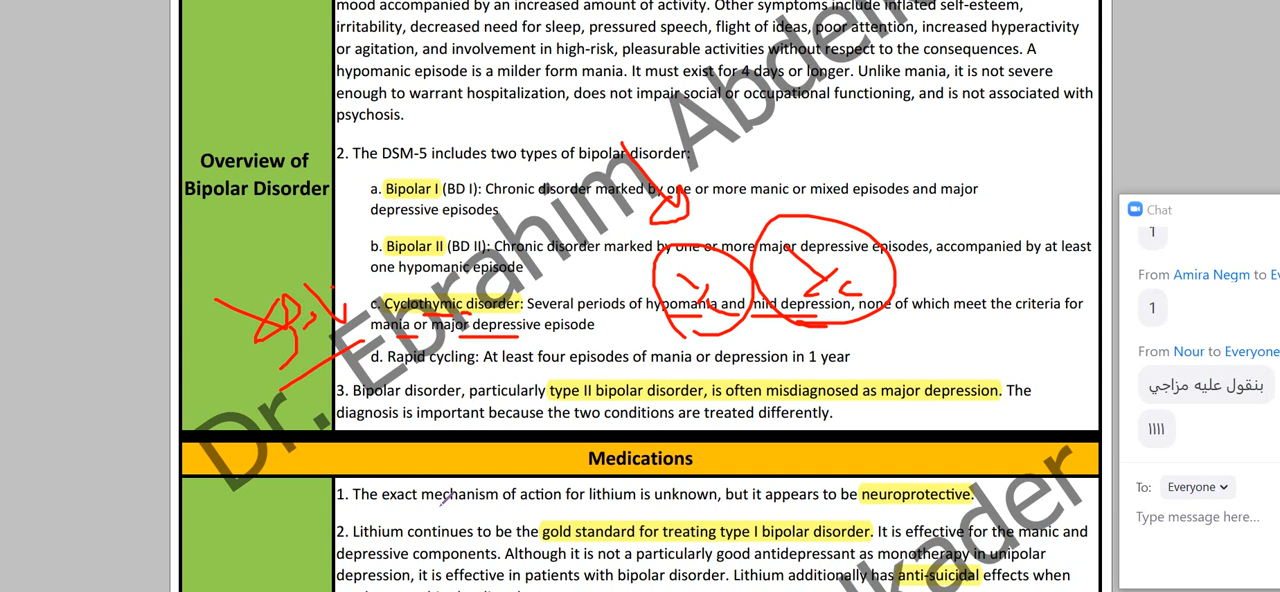 mood accompanied by an increased amount of activity. Other symptoms include inflated self-esteem,
irritability, decreased need for sleep, pressured speech, flight of ideas, poor attention, increased hyperactivity
or agitation, and involvement in high-risk, pleasurable activities without respect to the consequences. A
hypomanic episode is a milder form mania. It must exist for 4 days or longer. Unlike mania, it is not severe
enough to warrant hospitalization, does not impair social or occupational functioning, and is not associated with
psychosis.
Overview of
Bipolar Disorder
2. The DSM-5 includes two types of bipolar disorder:
a. Bipolar I (BD I): Chronic disorder marked by one or more manic or mixed episodes and major
depressive episodes
b. Bipolar II (BD II): Chronic disorder marked by one or more major depressive episodes, accompanied by at least
one hypomanic episode
c. Cyclothymic disorder: Several periods of hypomania and mild depression, none of which meet the criteria for
mania or major depressive episode
d. Rapid cycling: At least four episodes of mania or depression in 1 year
3. Bipolar disorder, particularly type II bipolar disorder, is often misdiagnosed as major depression. The
diagnosis is important because the two conditions are treated differently.
Medications
1. The exact mechanism of action for lithium is unknown, but it appears to be neuroprotective.
2. Lithium continues to be the gold standard for treating type I bipolar disorder. It is effective for the manic and
depressive components. Although it is not a particularly good antidepressant as monotherapy in unipolar
depression, it is effective in patients with bipolar disorder. Lithium additionally has anti-suicidal effects when
Dr. Ebrahim Abdelkader
Chat
1
From Amira Negm to Ev
1
From Nour to Everyone
بنقول عليه مزاجي
اااا
To: Everyone
Type message here...